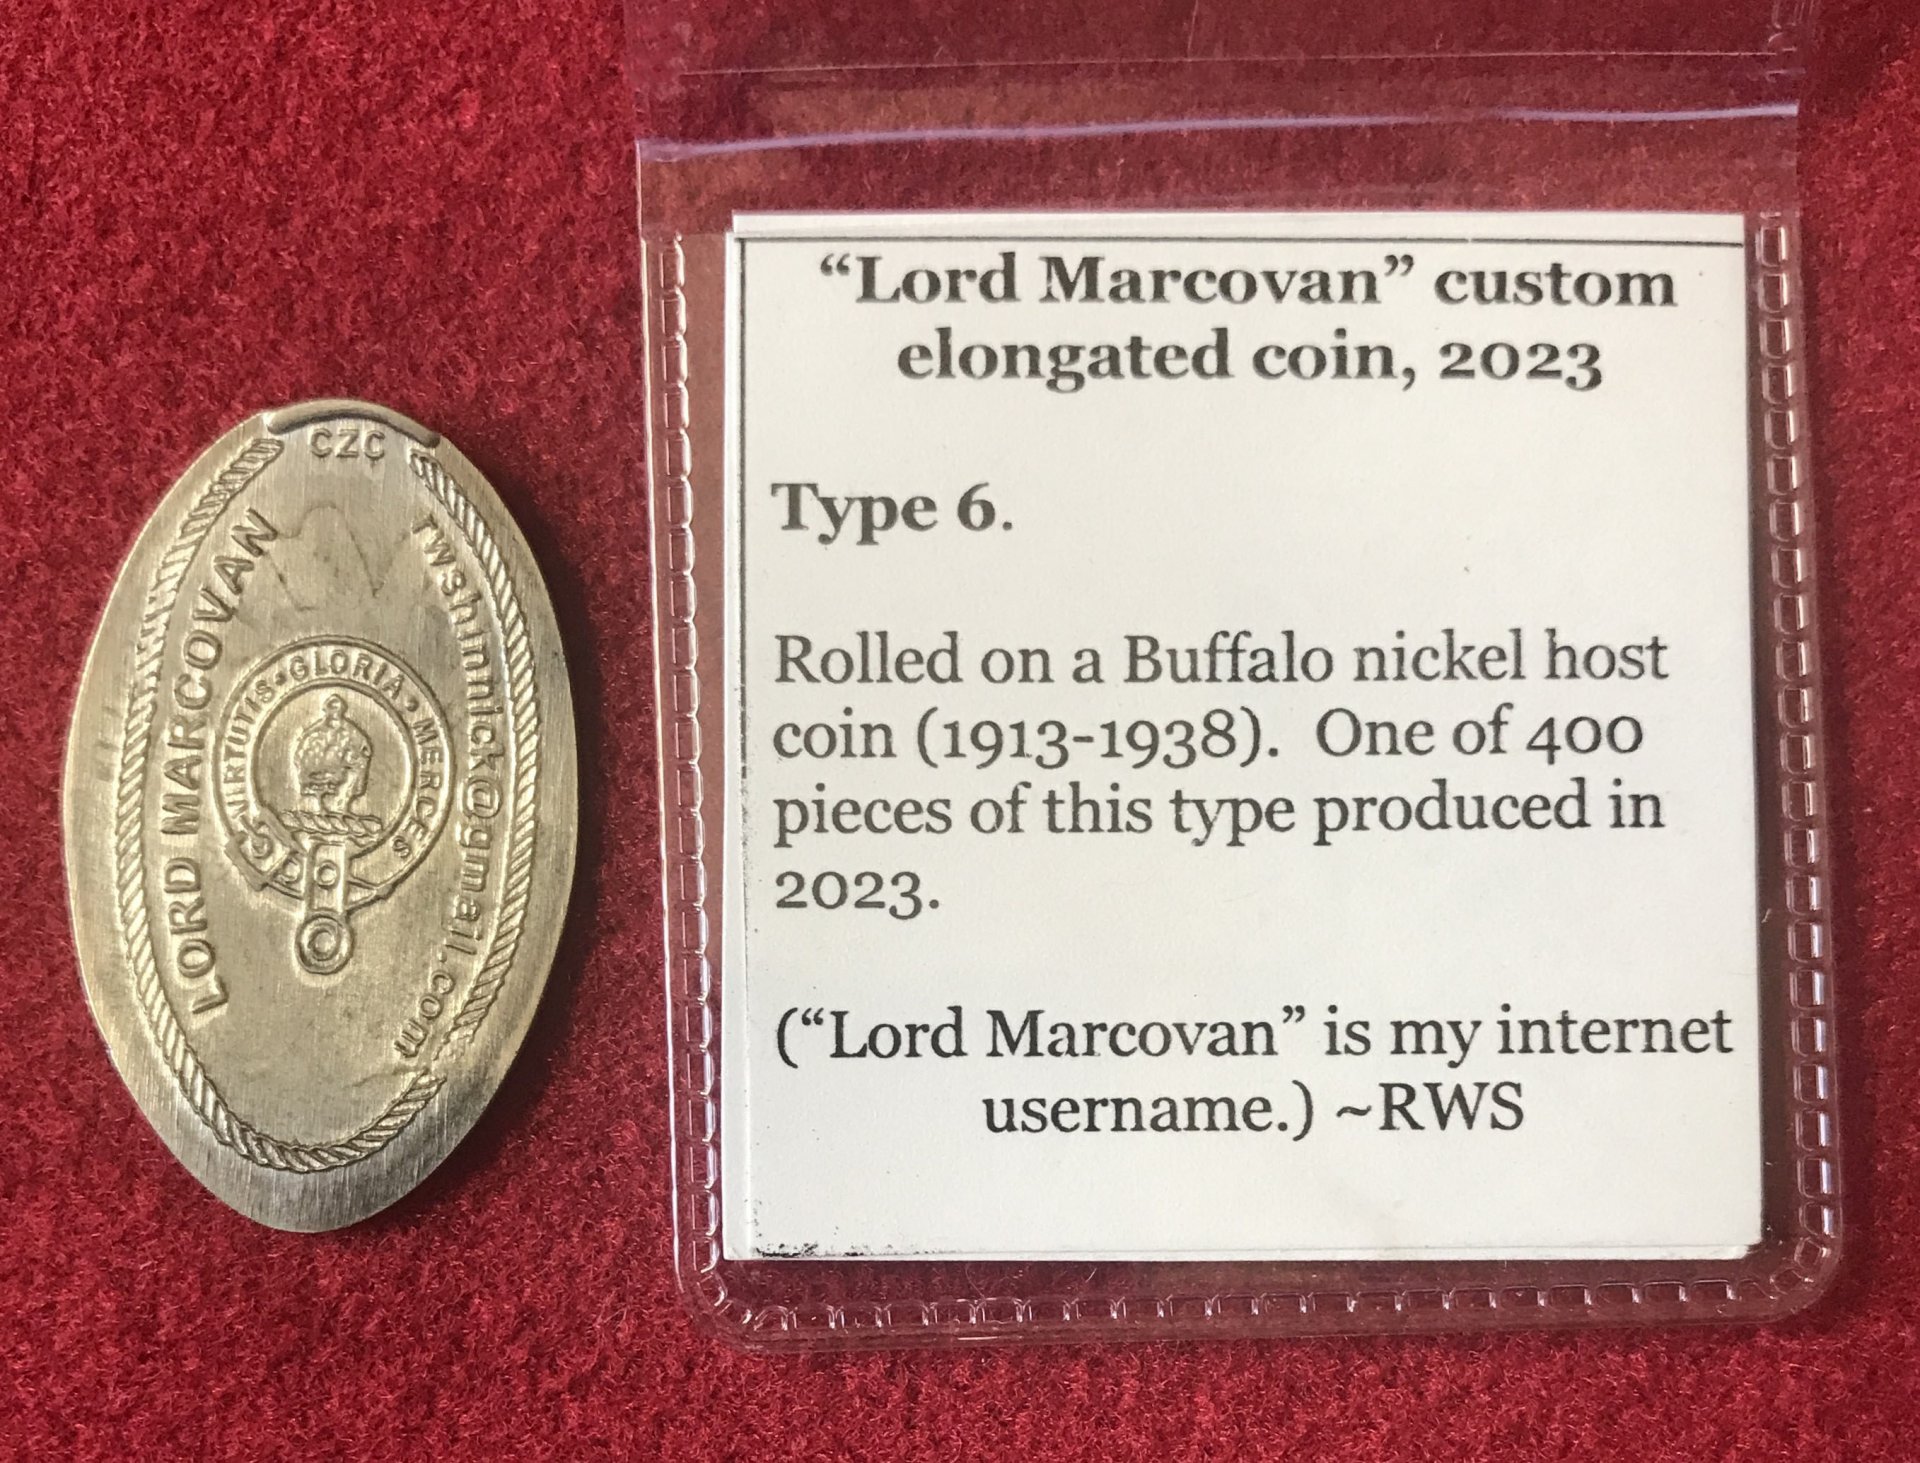 CZC
LORD MARCOVAN
rwshinnick@gmail.com
VIRTUTIS • GLORIA • MERCES
“Lord Marcovan” custom
elongated coin, 2023
Type 6.
Rolled on a Buffalo nickel host
coin (1913-1938). One of 400
pieces of this type produced in
2023.
(“Lord Marcovan” is my internet
username.) ~RWS